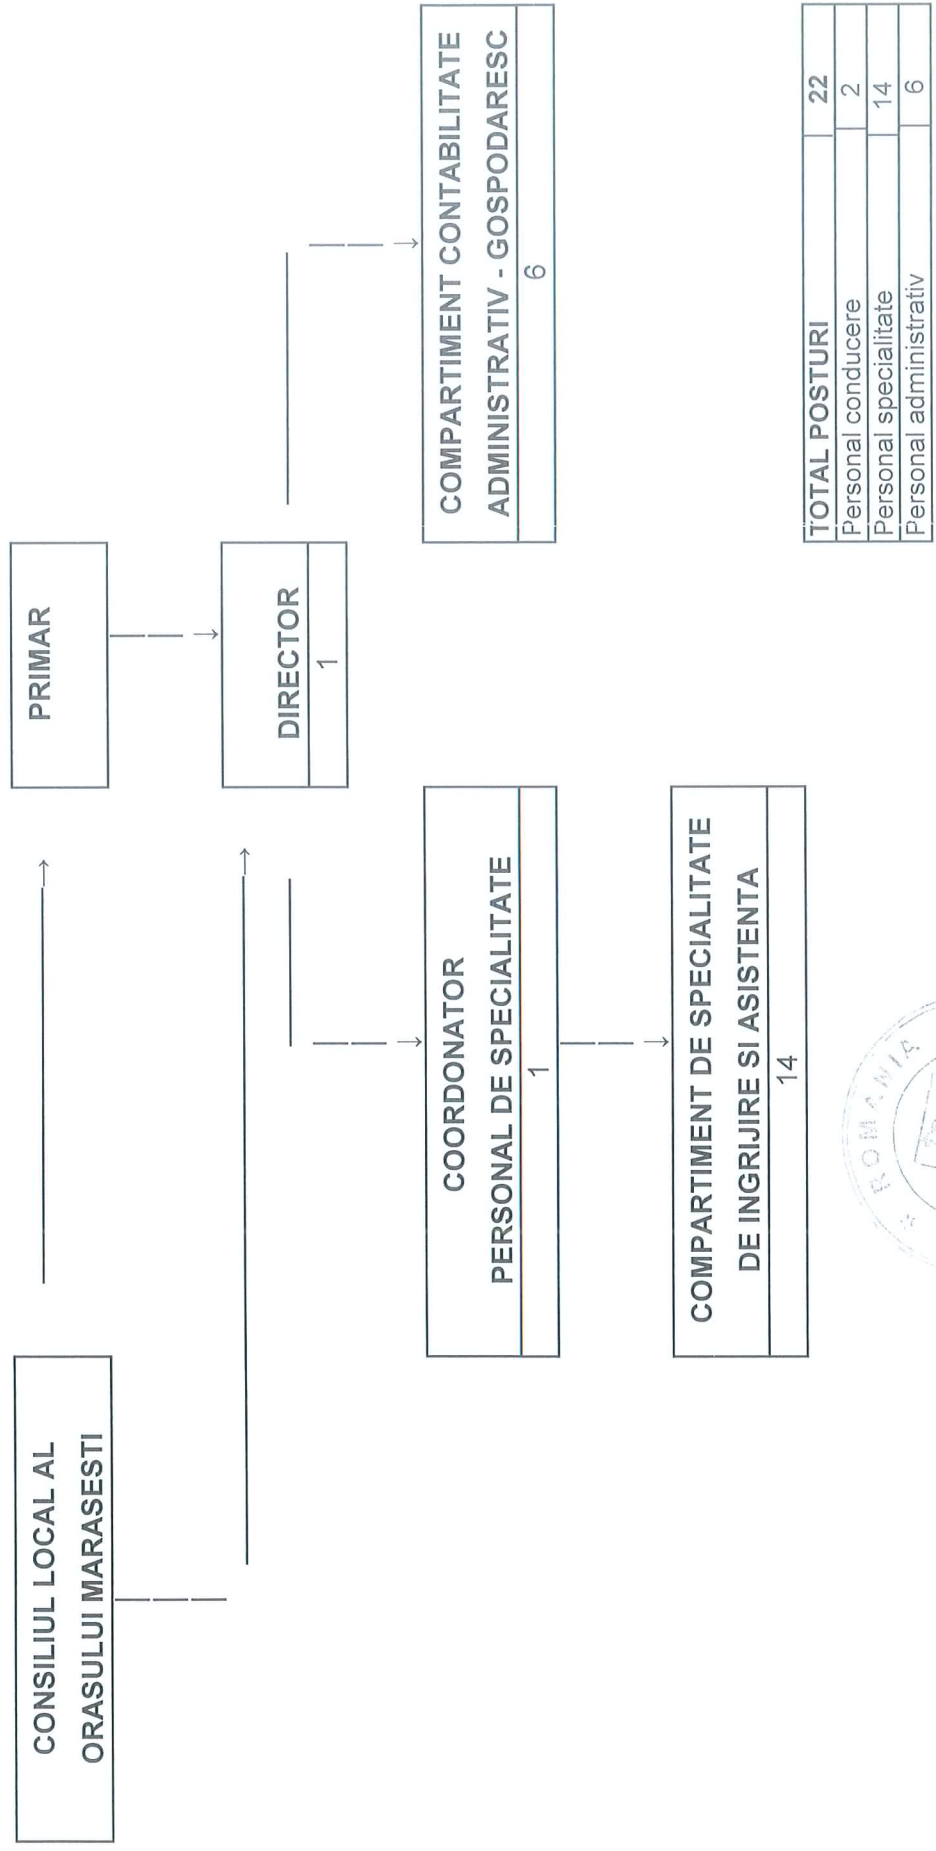 CONSILIUL LOCAL AL
ORASULUI MARASESTI
PRIMAR
DIRECTOR
1
COORDONATOR
PERSONAL DE SPECIALITATE
1
COMPARTIMENT CONTABILITATE
ADMINISTRATIV - GOSPODARESC
6
COMPARTIMENT DE SPECIALITATE
DE INGRIJIRE SI ASISTENTA
14
TOTAL POSTURI 22
Personal conducere 2
Personal specialitate 14
Personal administrativ 6
ROMANIA